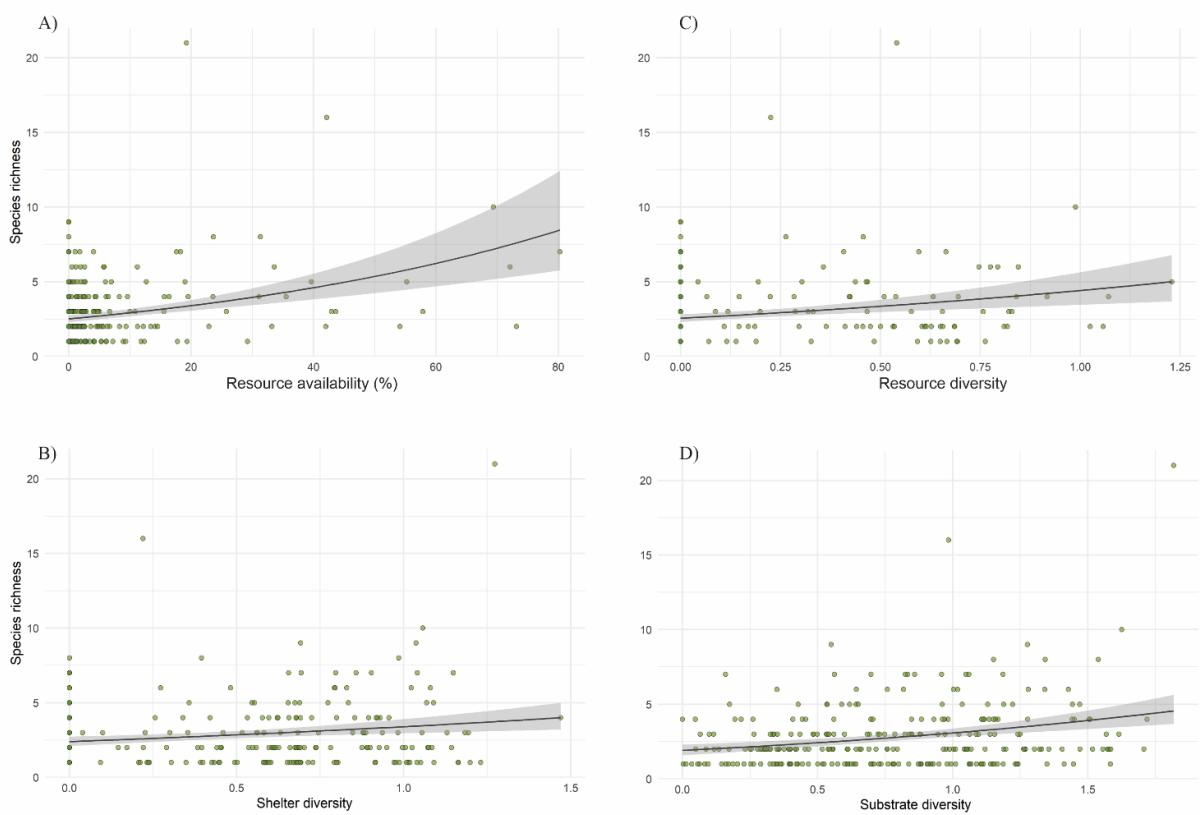 A)
Species richness
20
15
10
5
0
0 20 40 60 80
Resource availability (%)
C)
20
15
10
5
0
0.00 0.25 0.50 0.75 1.00 1.25
Resource diversity
B)
Species richness
20
15
10
5
0
0.0 0.5 1.0 1.5
Shelter diversity
D)
20
15
10
5
0
0.0 0.5 1.0 1.5
Substrate diversity